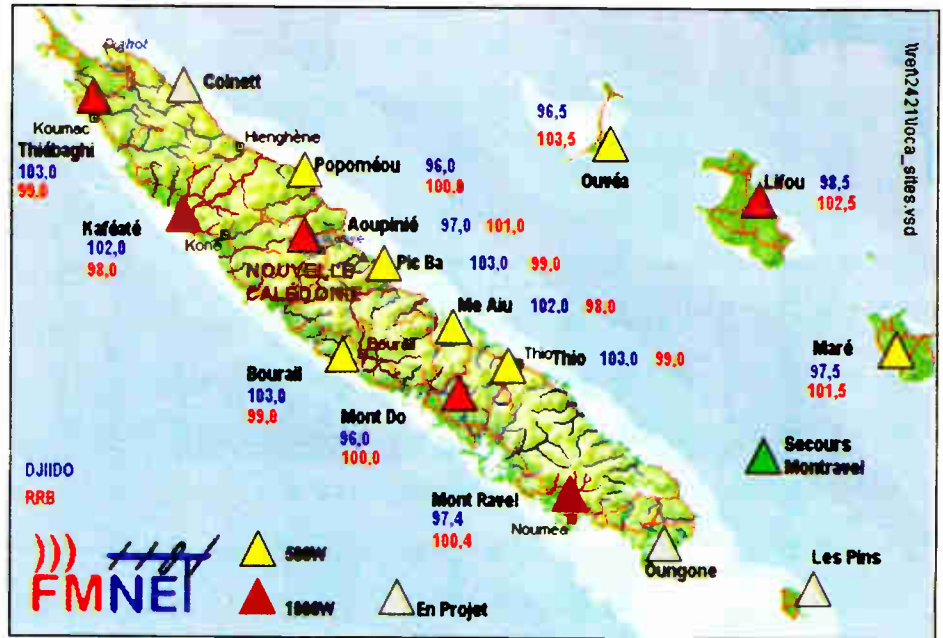 Colnett
Koumac
Thiébaghi
103,0
99,0
Hienghène
Popoméou 96,0
100,0
96,5
103,5
Ouvéa
Lifou 98,5
102,5
Kaféaté
102,0
98,0
Koné
Aoupinié 97,0 101,0
NOUVELLE
CALÉDONIE
Pic Ba 103,0 99,0
Me Aiu 102,0 98,0
Bourail
Bourail
103,0
99,0
Thio
Thio 103,0 99,0
Mont Do
96,0
100,0
Maré
97,5
101,5
Secours
Montravel
DJIIDO
RRB
Mont Ravel
97,4
100,4
Noumea
Oungone
Les Pins
FMNET
500W
1000W
En Projet